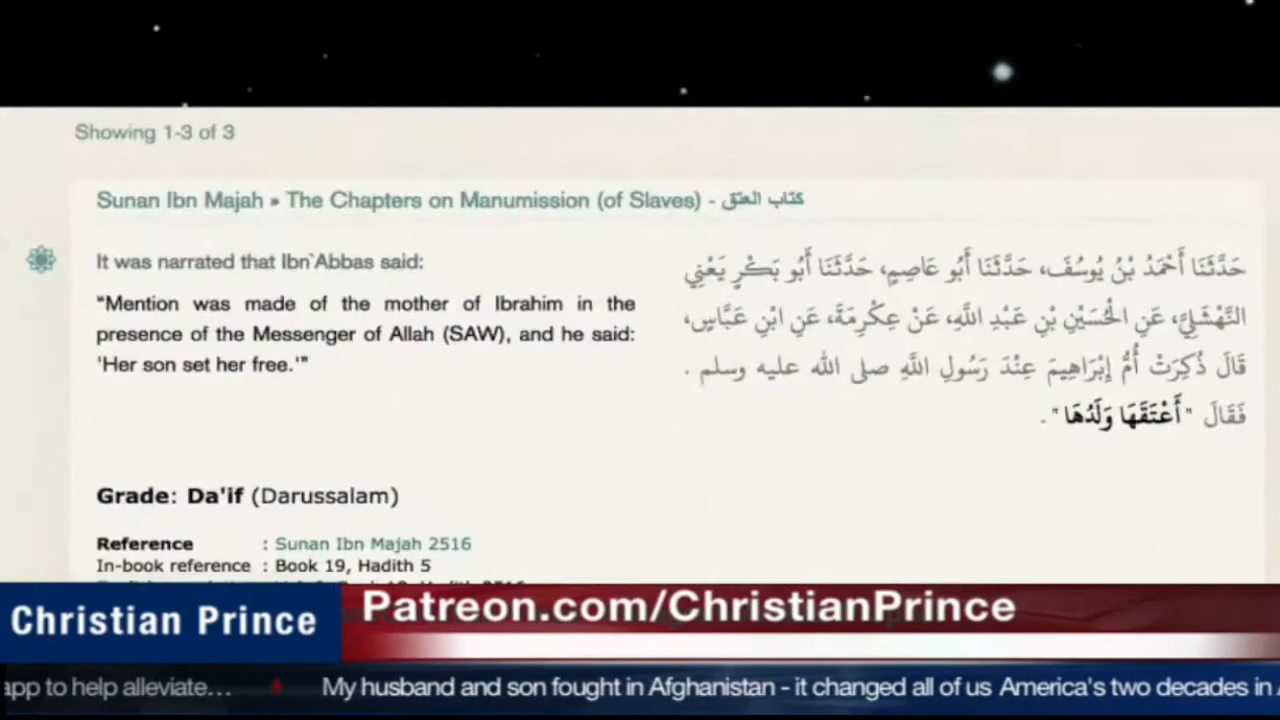 Showing 1-3 of 3
Sunan Ibn Majah » The Chapters on Manumission (of Slaves) - كتاب العتق
It was narrated that Ibn`Abbas said:
"Mention was made of the mother of Ibrahim in the
presence of the Messenger of Allah (SAW), and he said:
'Her son set her free.'"
حَدَّثَنَا أَحْمَدُ بْنُ يُوسُفَ، حَدَّثَنَا أَبُو عَاصِمٍ، حَدَّثَنَا أَبُو بَكْرٍ يَعْنِي
النَّهْشَلِيَّ، عَنِ الْحُسَيْنِ بْنِ عَبْدِ اللَّهِ، عَنْ عِكْرِمَةَ، عَنِ ابْنِ عَبَّاسٍ،
قَالَ ذُكِرَتْ أُمُّ إِبْرَاهِيمَ عِنْدَ رَسُولِ اللَّهِ صلى الله عليه وسلم ‏.‏
فَقَالَ ‏"‏ أَعْتَقَهَا وَلَدُهَا ‏"‏ ‏.‏
Grade: Da'if (Darussalam)
Reference : Sunan Ibn Majah 2516
In-book reference : Book 19, Hadith 5
Christian Prince
Patreon.com/ChristianPrince
app to help alleviate... My husband and son fought in Afghanistan - it changed all of us America's two decades in